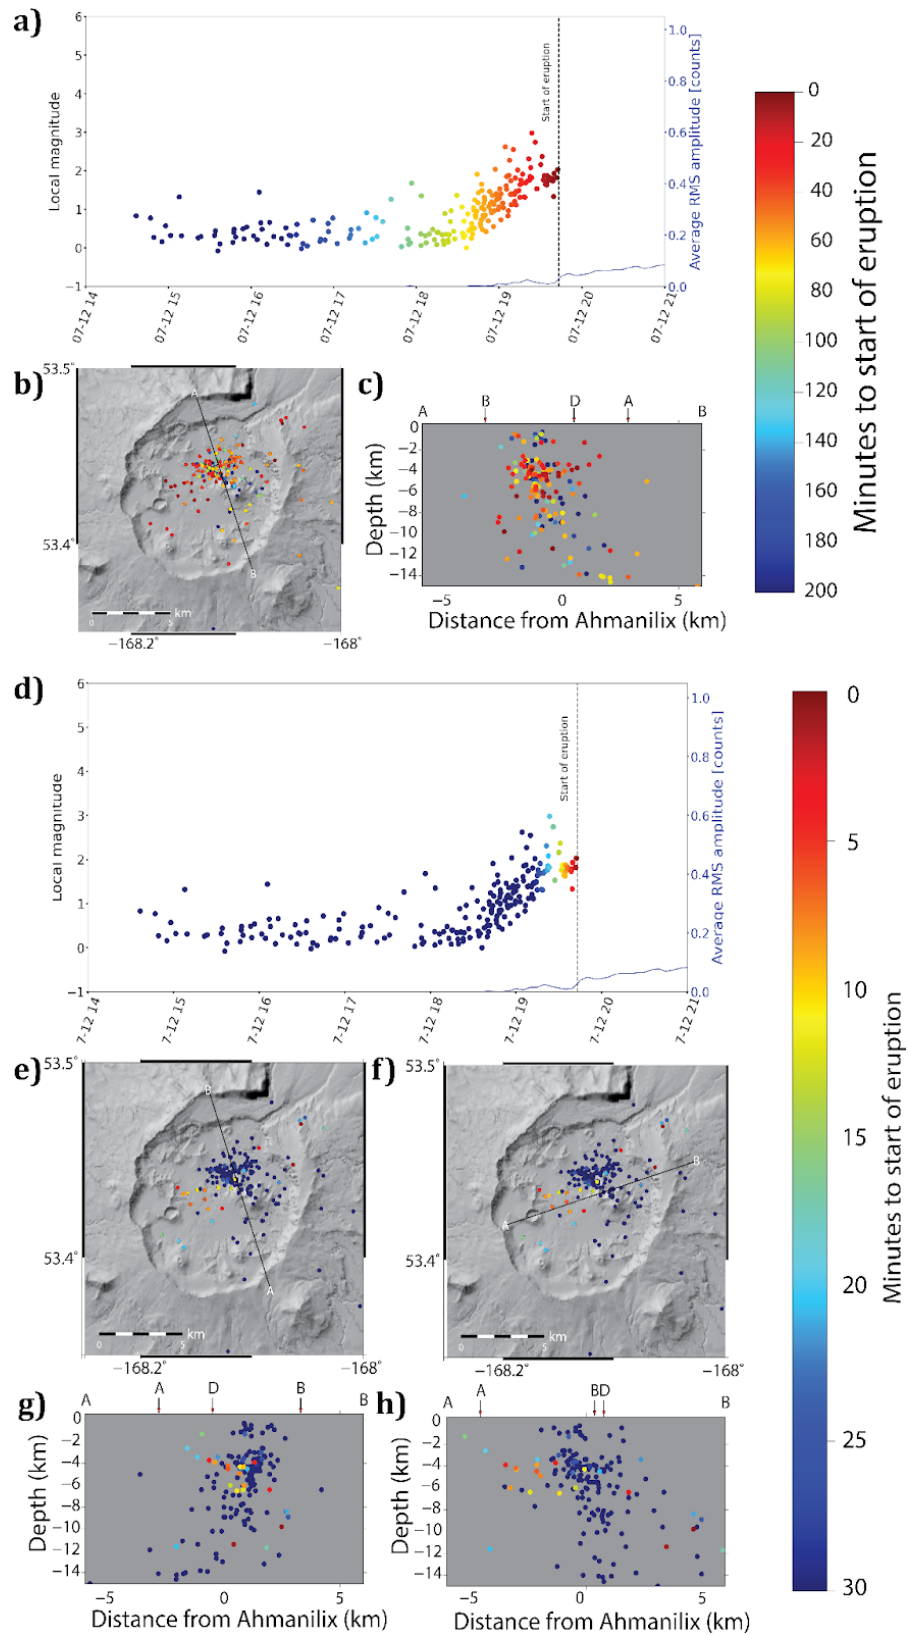 a)
6
5
4
3
2
1
0
−1
Local magnitude
Start of eruption
1.0
0.8
0.6
0.4
0.2
0.0
Average RMS amplitude [counts]
07-12 14
07-12 15
07-12 16
07-12 17
07-12 18
07-12 19
07-12 20
07-12 21
0
20
40
60
80
100
120
140
160
180
200
Minutes to start of eruption
b)
53.5°
53.4°
A
B
km
0
5
−168.2°
−168°
c)
A
B
D
A
B
0
−2
−4
−6
−8
−10
−12
−14
Depth (km)
−5
0
5
Distance from Ahmanilix (km)
d)
6
5
4
3
2
1
0
−1
Local magnitude
Start of eruption
1.0
0.8
0.6
0.4
0.2
0.0
Average RMS amplitude [counts]
7-12 14
7-12 15
7-12 16
7-12 17
7-12 18
7-12 19
7-12 20
7-12 21
0
5
10
15
20
25
30
Minutes to start of eruption
e)
53.5°
53.4°
B
A
km
0
5
−168.2°
−168°
f)
B
A
km
0
5
−168.2°
−168°
g)
A
A
D
B
B
0
−2
−4
−6
−8
−10
−12
−14
Depth (km)
−5
0
5
Distance from Ahmanilix (km)
h)
A
A
BD
B
0
−2
−4
−6
−8
−10
−12
−14
Depth (km)
−5
0
5
Distance from Ahmanilix (km)